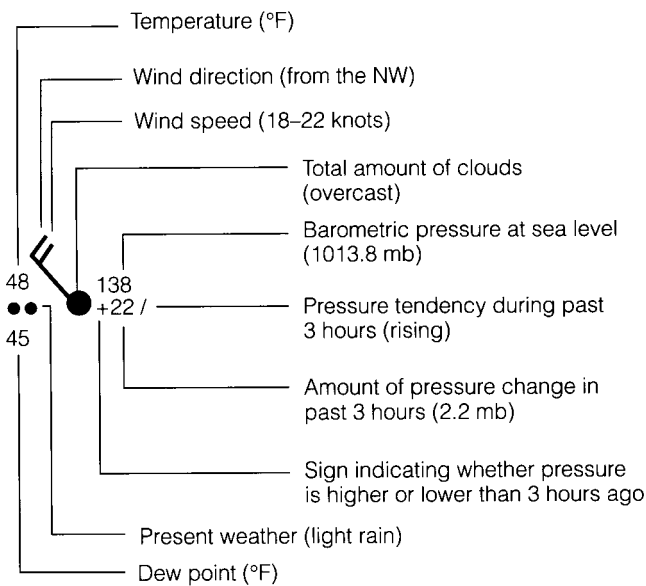 Temperature (°F)
Wind direction (from the NW)
Wind speed (18–22 knots)
Total amount of clouds
(overcast)
Barometric pressure at sea level
(1013.8 mb)
48
138
+22 /
Pressure tendency during past
3 hours (rising)
45
Amount of pressure change in
past 3 hours (2.2 mb)
Sign indicating whether pressure
is higher or lower than 3 hours ago
Present weather (light rain)
Dew point (°F)